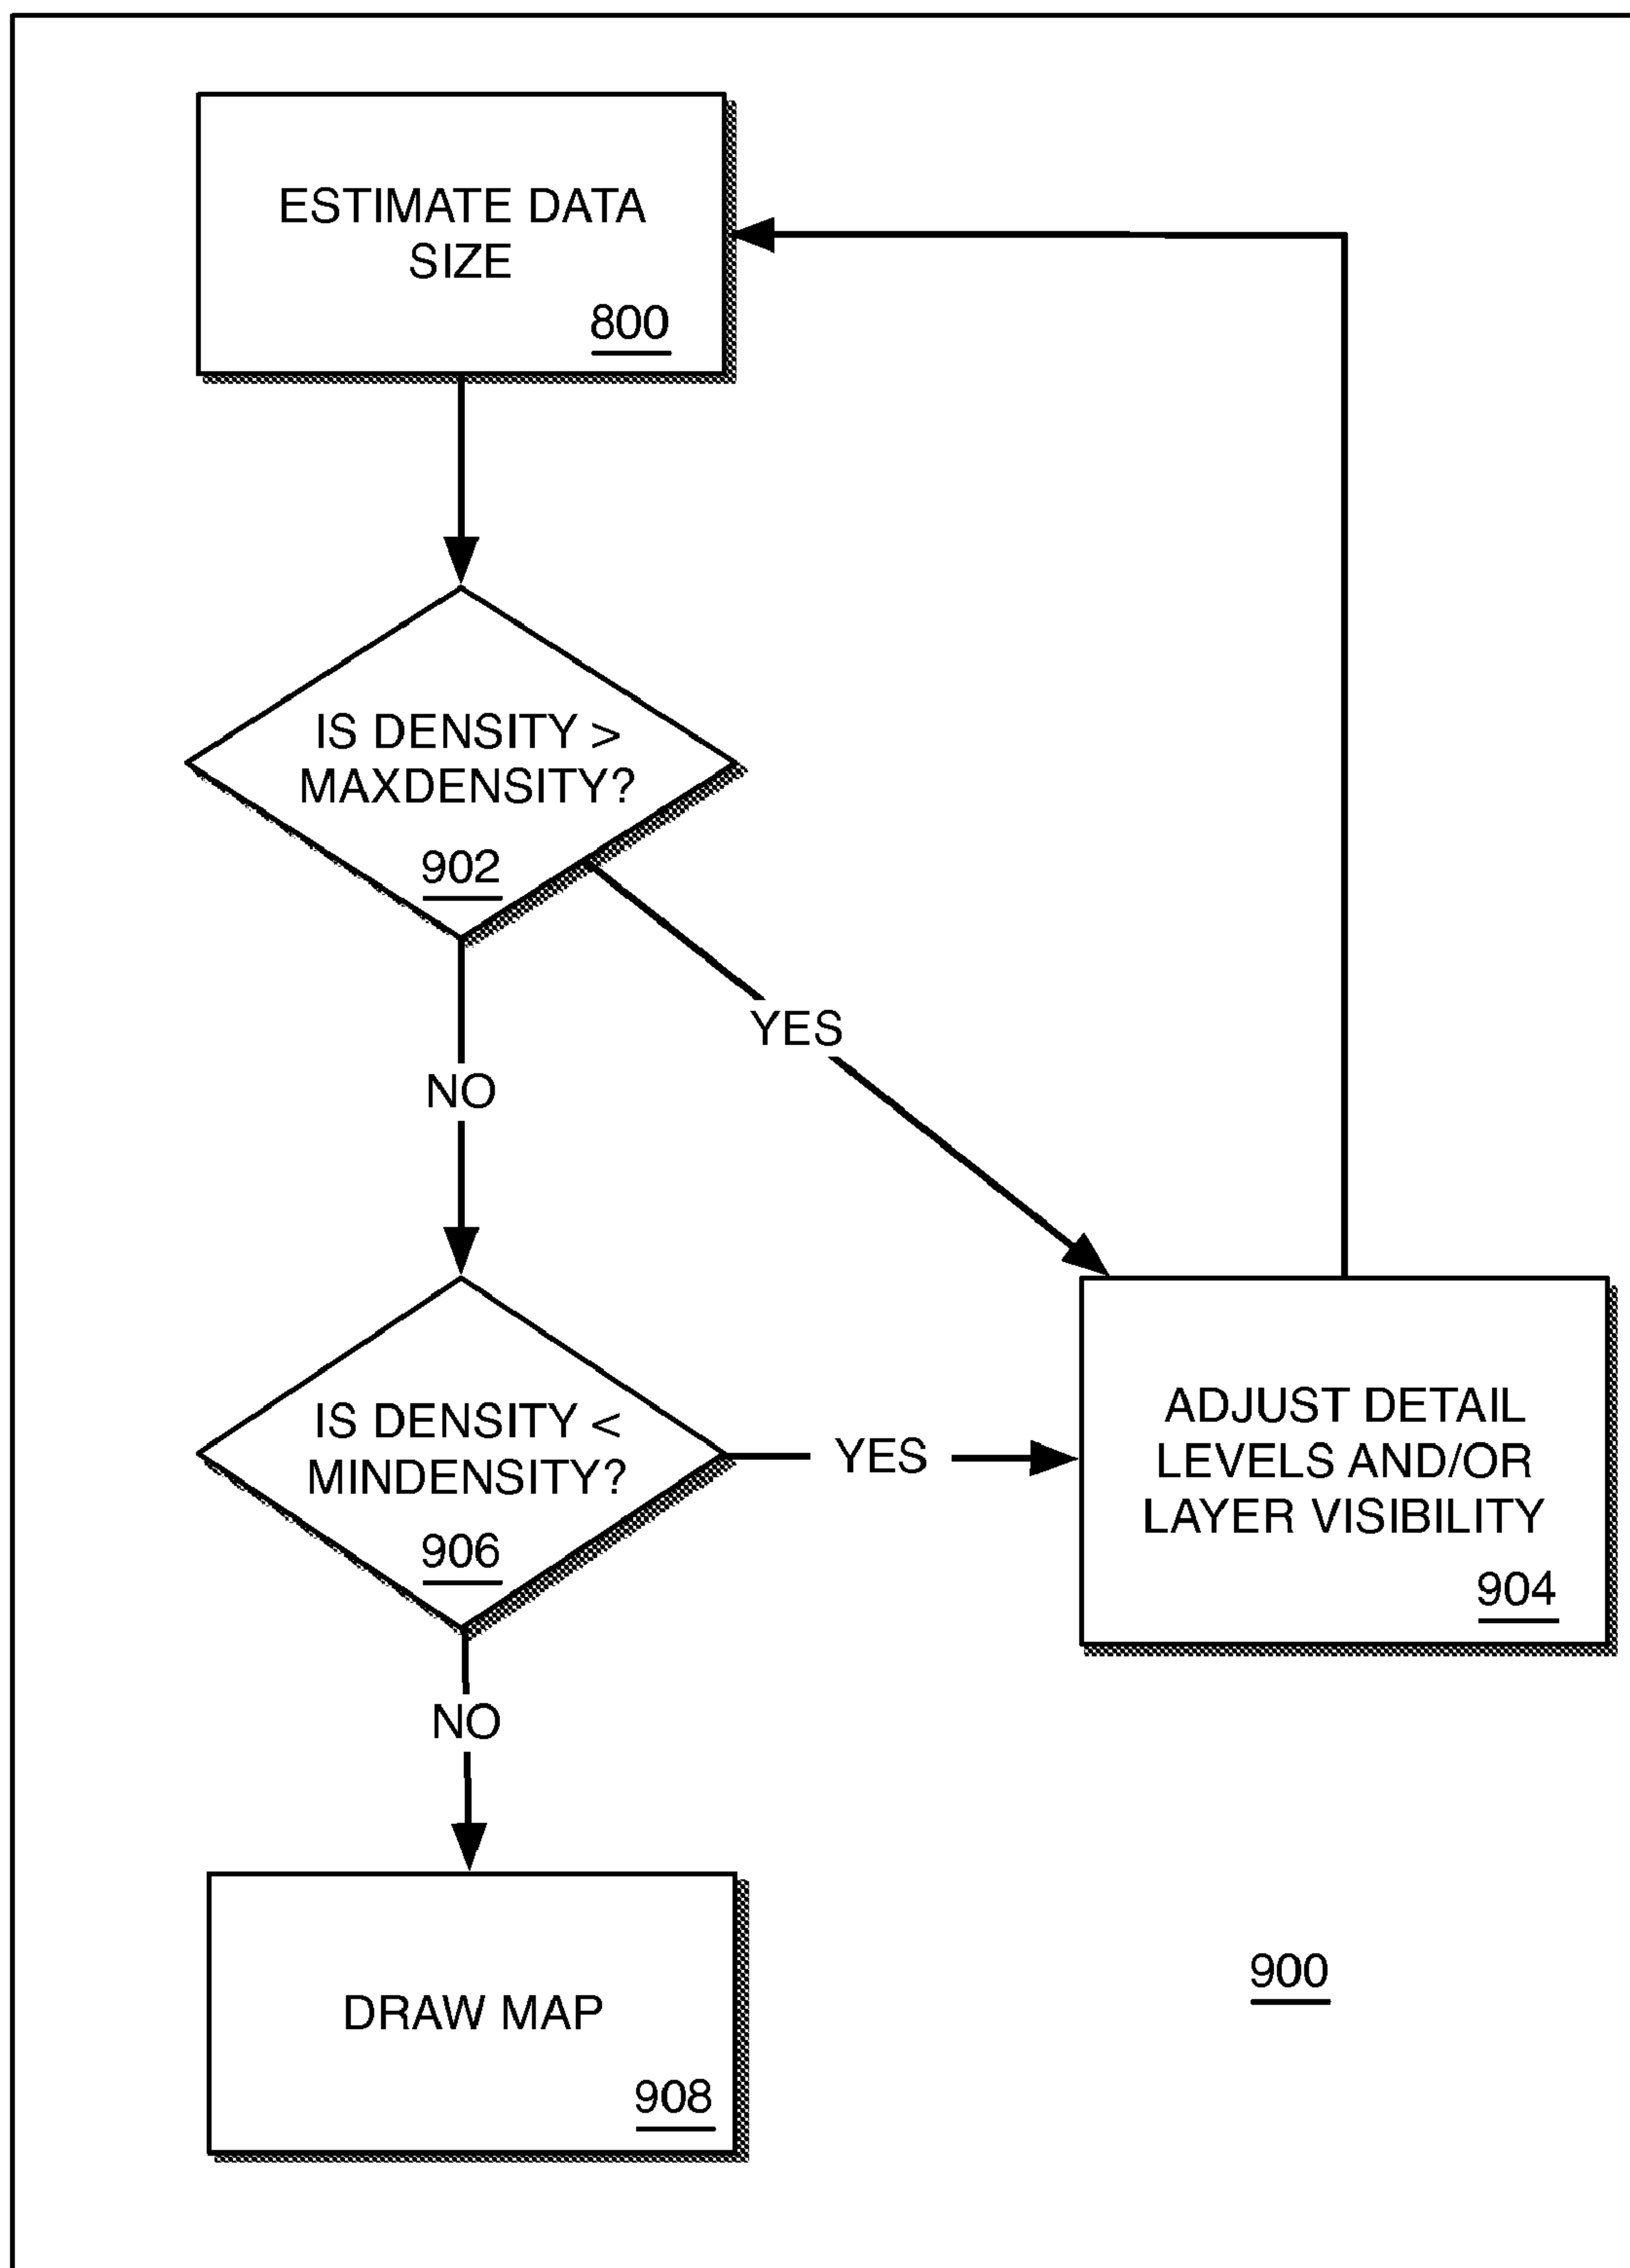 ESTIMATE DATA
SIZE
800
IS DENSITY >
MAXDENSITY?
902
YES
NO
IS DENSITY <
MINDENSITY?
906
YES
ADJUST DETAIL
LEVELS AND/OR
LAYER VISIBILITY
904
NO
DRAW MAP
908
900